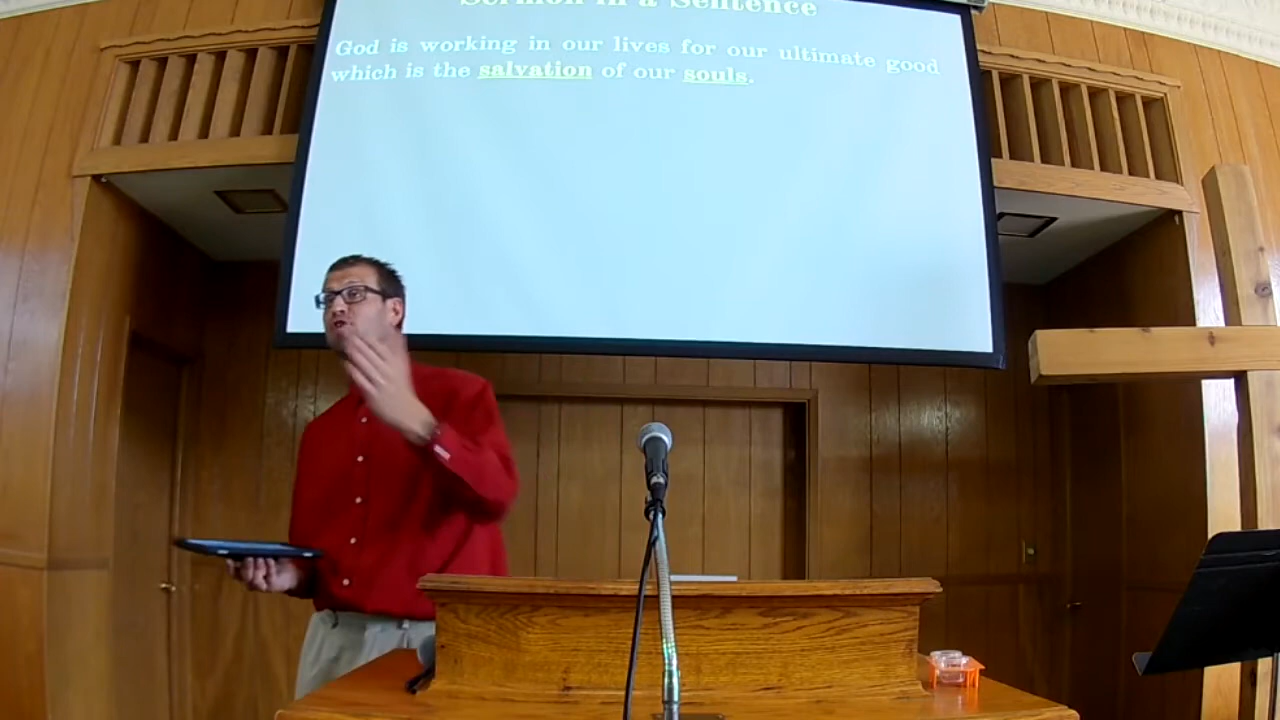 Sermon in a Sentence
God is working in our lives for our ultimate good
which is the salvation of our souls.